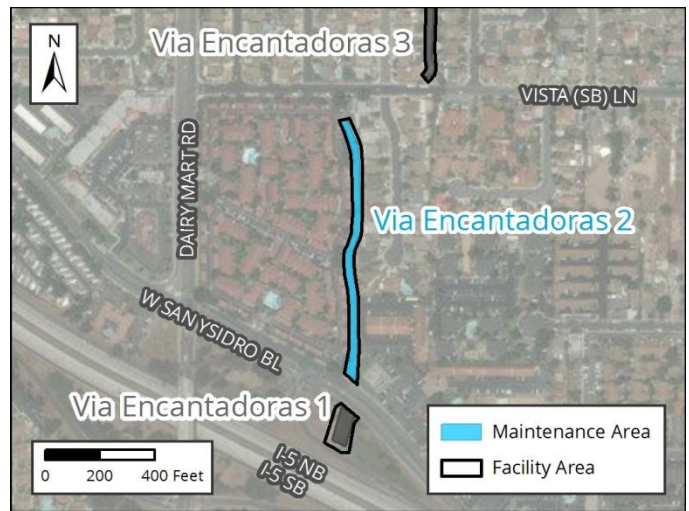 N
Via Encantadoras 3
VISTA (SB) LN
DAIRY MART RD
Via Encantadoras 2
W SAN YSIDRO BL
Via Encantadoras 1
I-5 NB
I-5 SB
0 200 400 Feet
Maintenance Area
Facility Area